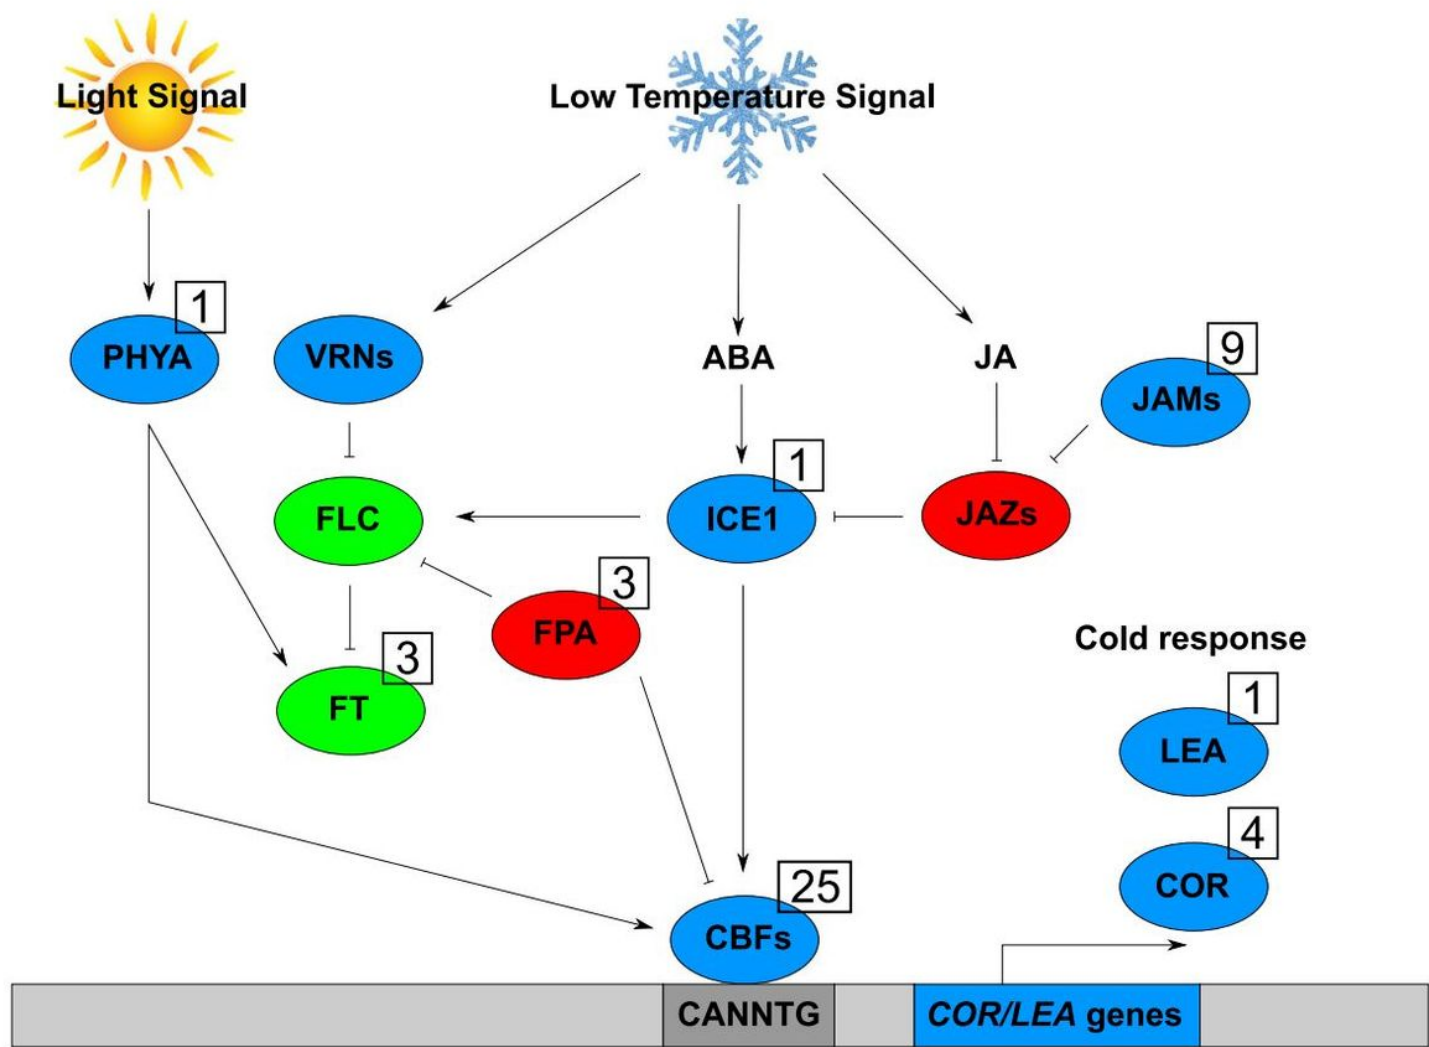 Light Signal
Low Temperature Signal
1
PHYA
VRNs
ABA
JA
9
JAMs
1
FLC
ICE1
JAZs
3
FPA
3
FT
Cold response
1
LEA
4
COR
25
CBFs
CANNTG
COR/LEA genes